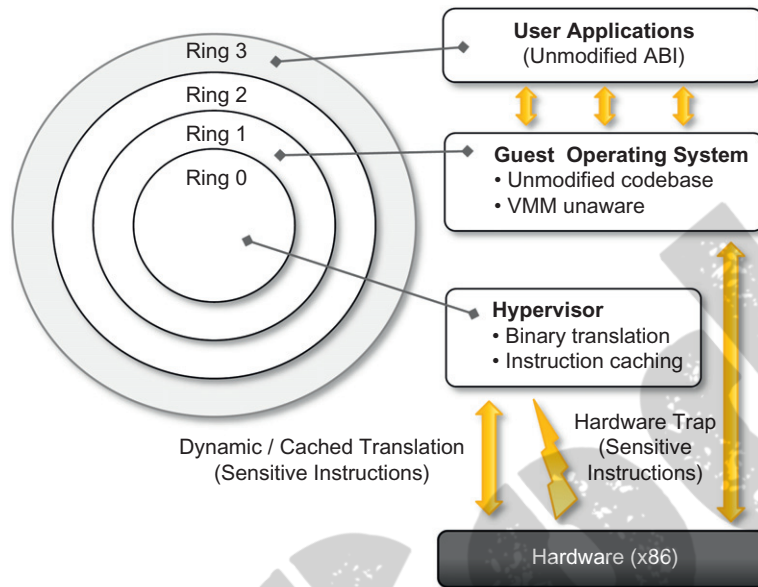 Ring 3
Ring 2
Ring 1
Ring 0
User Applications
(Unmodified ABI)
Guest Operating System
• Unmodified codebase
• VMM unaware
Hypervisor
• Binary translation
• Instruction caching
Dynamic / Cached Translation
(Sensitive Instructions)
Hardware Trap
(Sensitive
Instructions)
Hardware (x86)